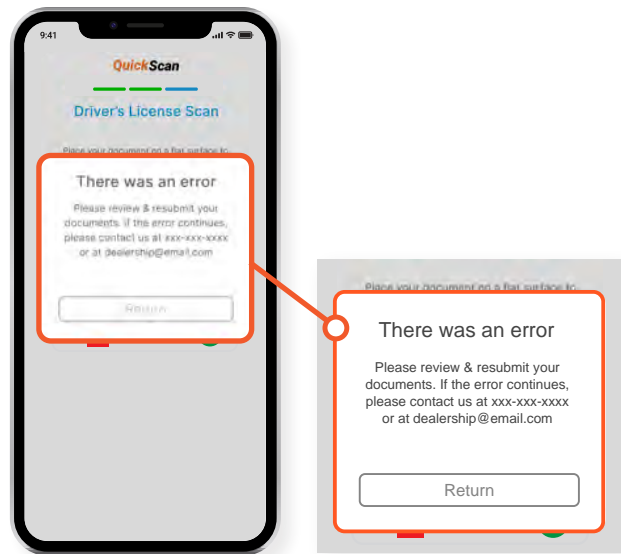 9:41
QuickScan
Driver's License Scan
Place your document on a flat surface to
There was an error
Please review & resubmit your
documents. If the error continues,
please contact us at xxx-xxx-xxxx
or at dealership@email.com
Return
Place your document on a flat surface to
There was an error
Please review & resubmit your
documents. If the error continues,
please contact us at xxx-xxx-xxxx
or at dealership@email.com
Return